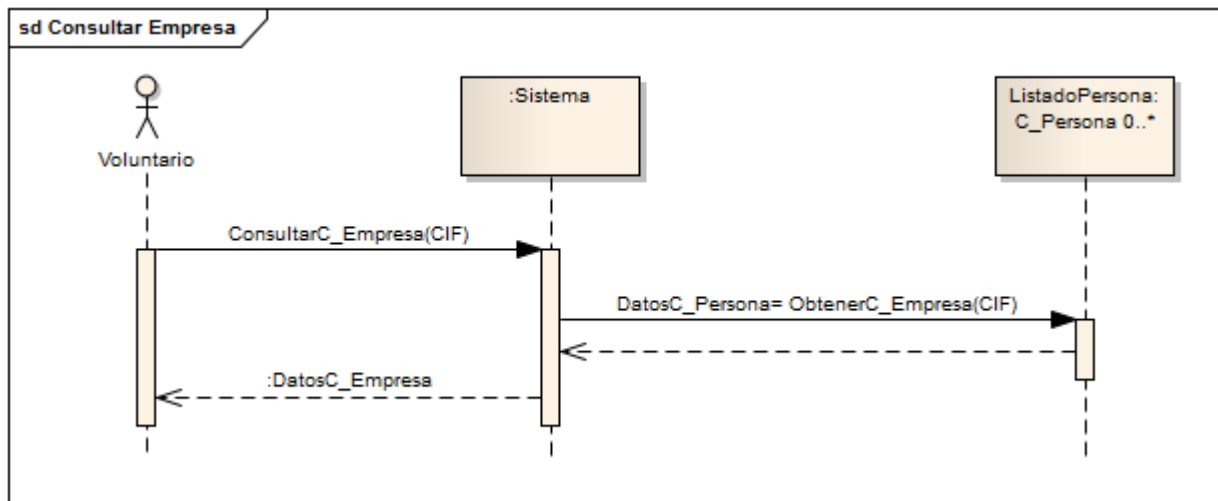 sd Consultar Empresa
:Sistema
ListadoPersona:
C_Persona 0..*
Voluntario
ConsultarC_Empresa(CIF)
DatosC_Persona= ObtenerC_Empresa(CIF)
:DatosC_Empresa